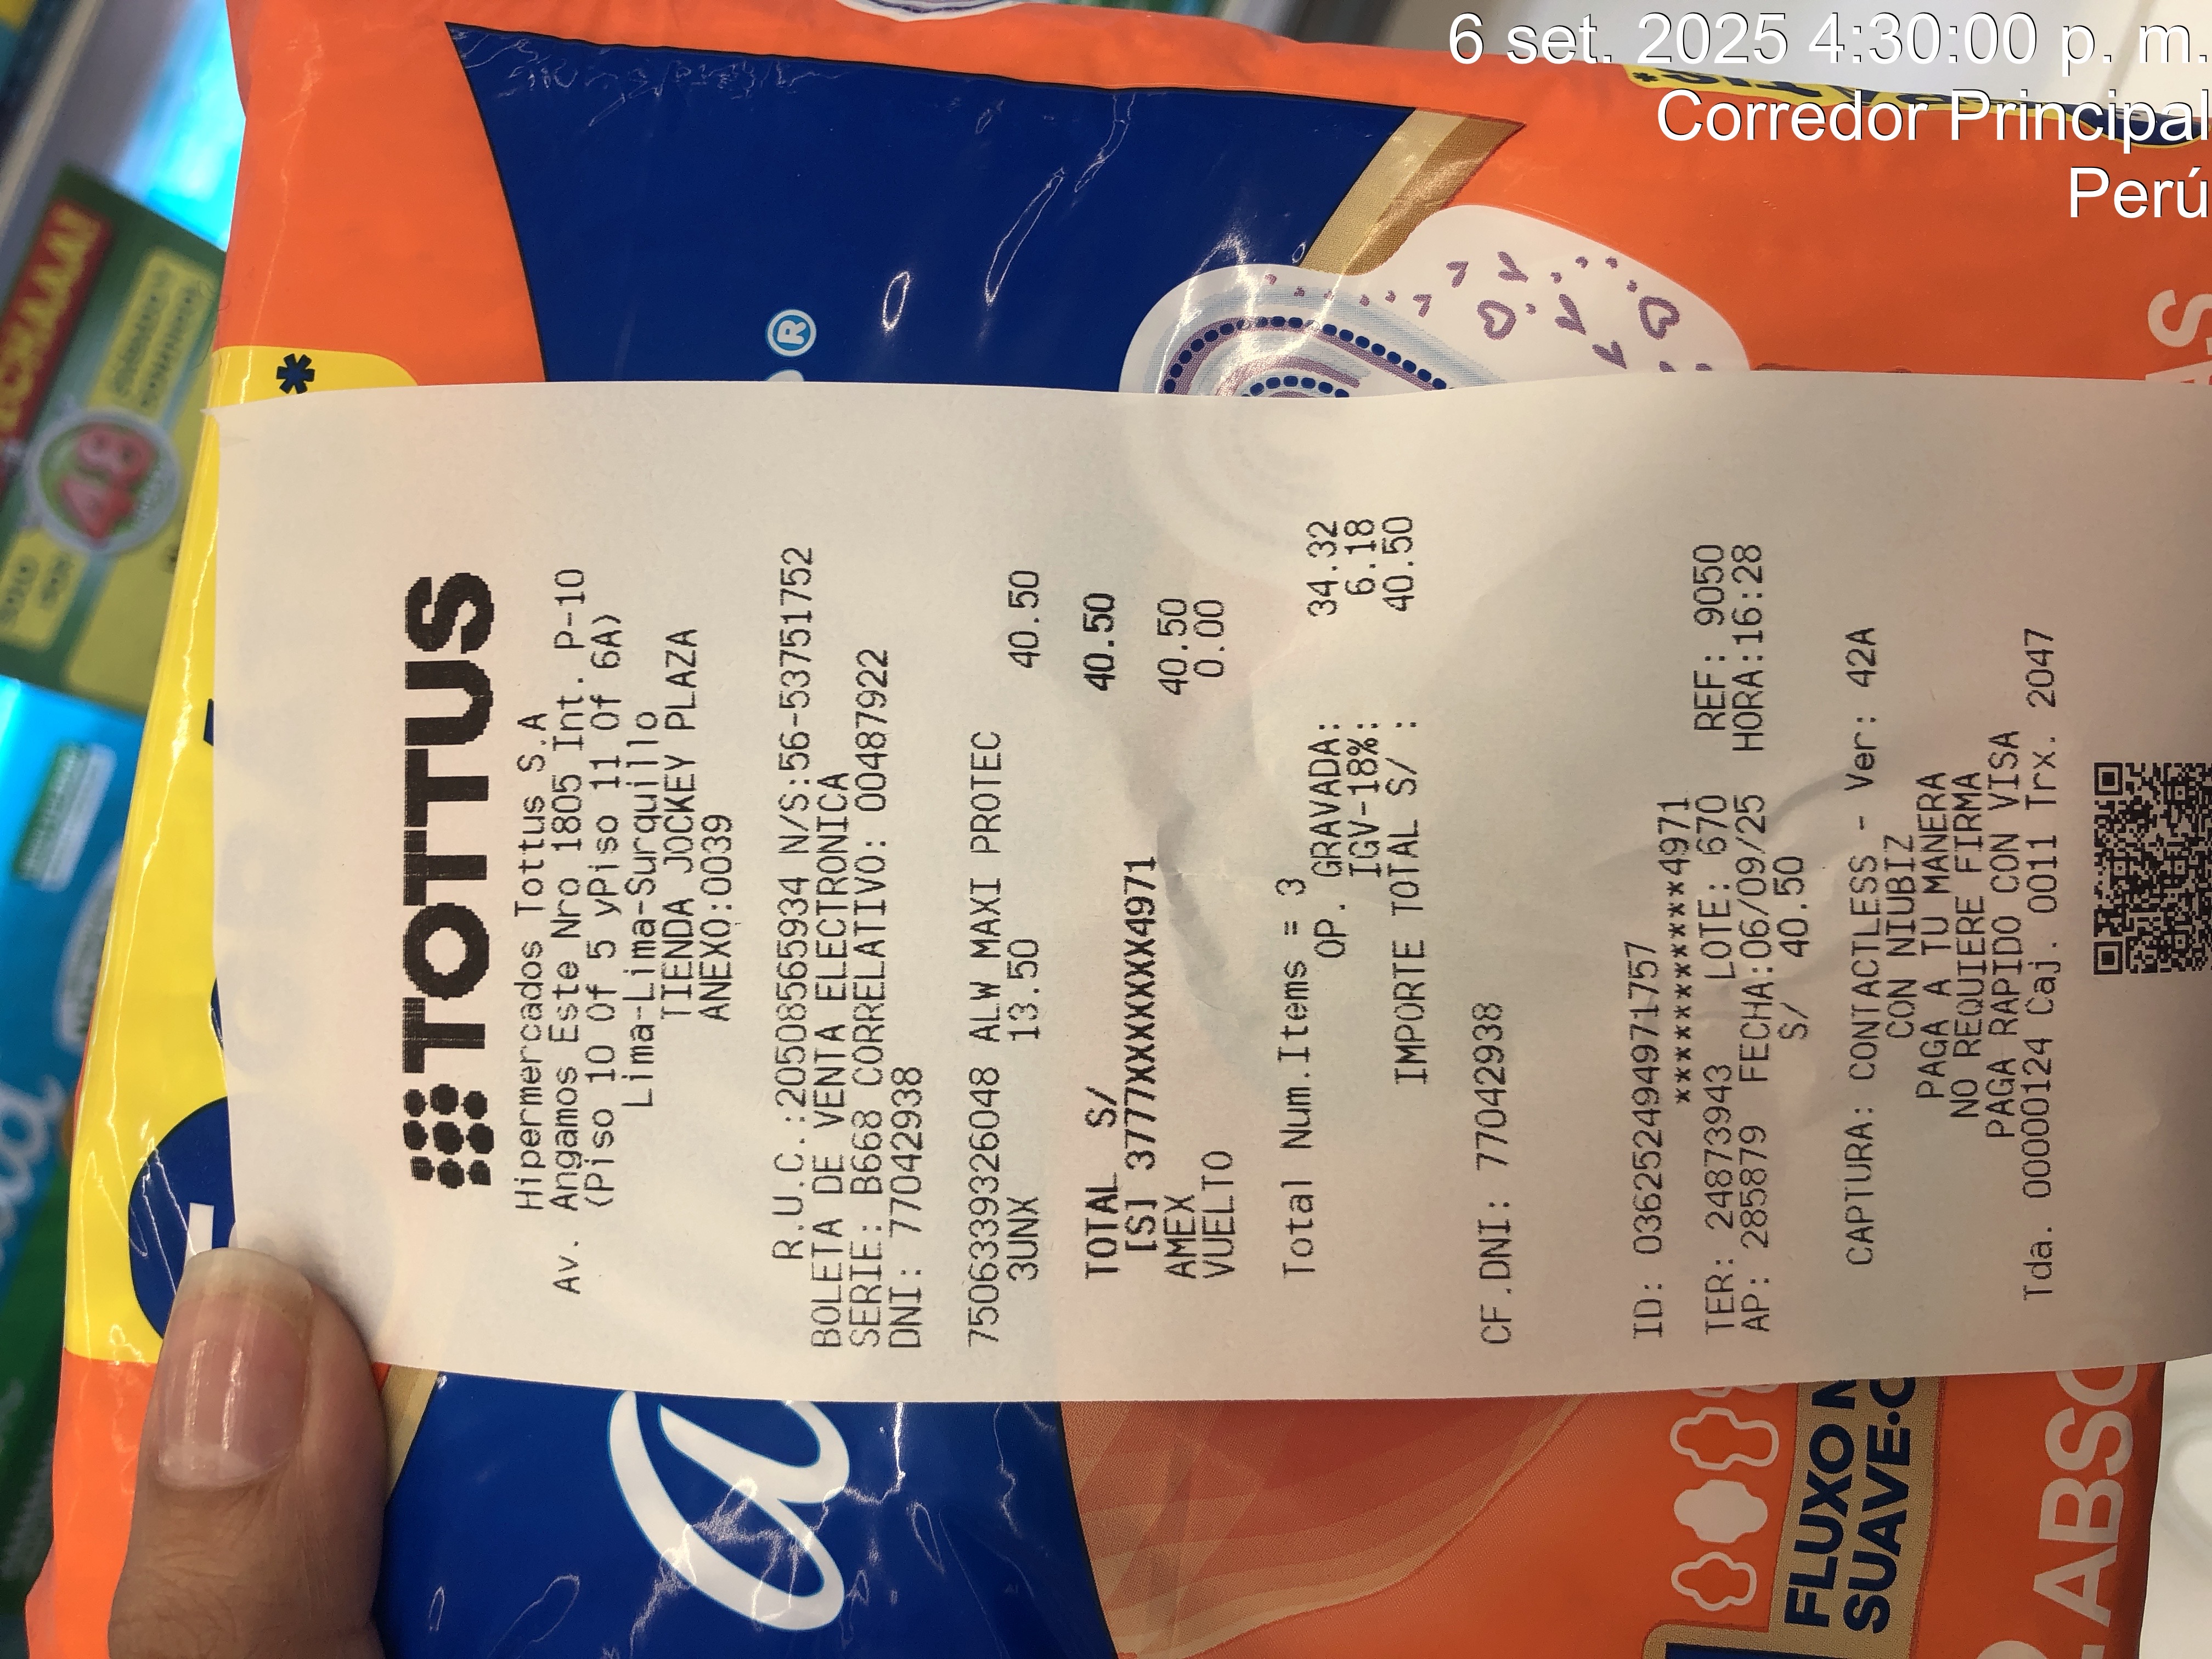 ECHAAA!
SOLO
48
*
®
TOTTUS
Hipermercados Tottus S.A
Av. Angamos Este Nro 1805 Int. P-10
(Piso 10 Of 5 yPiso 11 Of 6A)
Lima-Lima-Surquillo
TIENDA JOCKEY PLAZA
ANEXO:0039
R.U.C.:20508565934 N/S:56-53751752
BOLETA DE VENTA ELECTRONICA
SERIE: B668 CORRELATIVO: 00487922
DNI: 77042938
7506339326048 ALW MAXI PROTEC
3UNX 13.50 40.50
TOTAL S/ 40.50
[S] 3777XXXXXXX4971
AMEX 40.50
VUELTO 0.00
Total Num.Items = 3
OP. GRAVADA: 34.32
IGV-18%: 6.18
IMPORTE TOTAL S/ : 40.50
CF.DNI: 77042938
ID: 036252494971757
***********4971
TER: 24873943 LOTE: 670 REF: 9050
AP: 285879 FECHA:06/09/25 HORA:16:28
S/ 40.50
CAPTURA: CONTACTLESS - Ver: 42A
CON NIUBIZ
PAGA A TU MANERA
NO REQUIERE FIRMA
PAGA RAPIDO CON VISA
Tda. 00000124 Caj. 0011 Trx. 2047
FLUXO M
SUAVE·C
2 ABSO
AS
6 set. 2025 4:30:00 p. m.
Corredor Principal
Perú